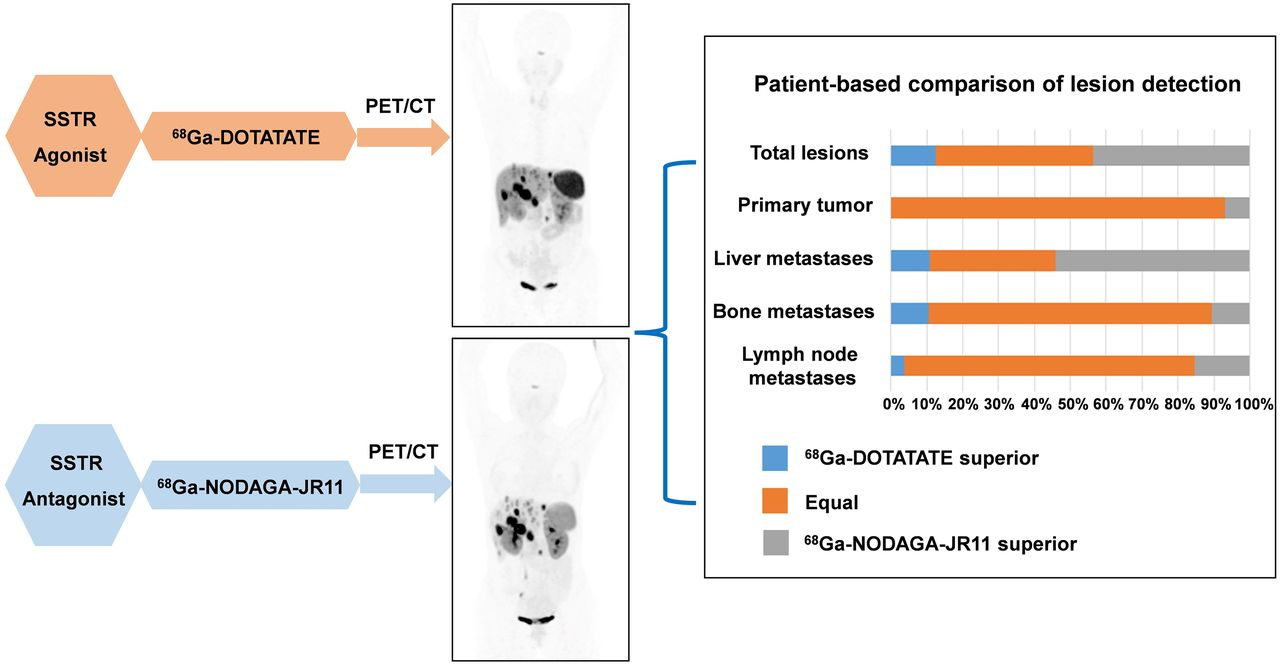 SSTR
Agonist
⁶⁸Ga-DOTATATE
PET/CT
SSTR
Antagonist
⁶⁸Ga-NODAGA-JR11
PET/CT
Patient-based comparison of lesion detection
Total lesions
Primary tumor
Liver metastases
Bone metastases
Lymph node
metastases
0% 10% 20% 30% 40% 50% 60% 70% 80% 90% 100%
⁶⁸Ga-DOTATATE superior
Equal
⁶⁸Ga-NODAGA-JR11 superior